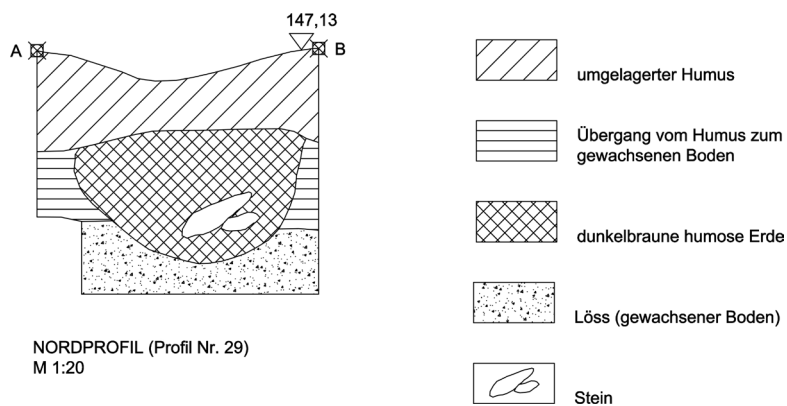 147,13
A
B
umgelagerter Humus
Übergang vom Humus zum
gewachsenen Boden
dunkelbraune humose Erde
Löss (gewachsener Boden)
Stein
NORDPROFIL (Profil Nr. 29)
M 1:20